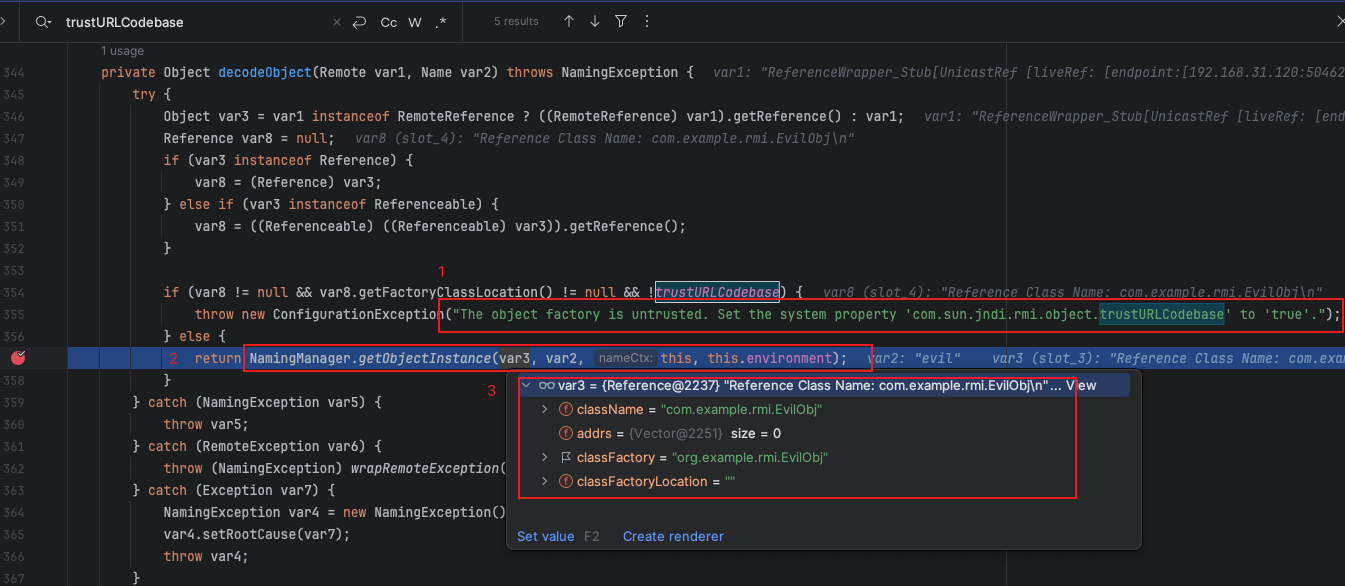 trustURLCodebase × Cc W .* 5 results
1 usage
344 private Object decodeObject(Remote var1, Name var2) throws NamingException { var1: "ReferenceWrapper_Stub[UnicastRef [liveRef: [endpoint:[192.168.31.120:50462
345 try {
346 Object var3 = var1 instanceof RemoteReference ? ((RemoteReference) var1).getReference() : var1; var1: "ReferenceWrapper_Stub[UnicastRef [liveRef: [end
347 Reference var8 = null; var8 (slot_4): "Reference Class Name: com.example.rmi.EvilObj\n"
348 if (var3 instanceof Reference) {
349 var8 = (Reference) var3;
350 } else if (var3 instanceof Referenceable) {
351 var8 = ((Referenceable) ((Referenceable) var3)).getReference();
352 }
353
1
354 if (var8 != null && var8.getFactoryClassLocation() != null && !trustURLCodebase) { var8 (slot_4): "Reference Class Name: com.example.rmi.EvilObj\n"
355 throw new ConfigurationException("The object factory is untrusted. Set the system property 'com.sun.jndi.rmi.object.trustURLCodebase' to 'true'.");
356 } else {
2 return NamingManager.getObjectInstance(var3, var2, nameCtx: this, this.environment); var2: "evil" var3 (slot_3): "Reference Class Name: com.exa
358 }
3 var3 = {Reference@2237} "Reference Class Name: com.example.rmi.EvilObj\n"... View
359 } catch (NamingException var5) {
className = "com.example.rmi.EvilObj"
360 throw var5;
addrs = {Vector@2251} size = 0
361 } catch (RemoteException var6) {
classFactory = "org.example.rmi.EvilObj"
362 throw (NamingException) wrapRemoteException(
classFactoryLocation = ""
363 } catch (Exception var7) {
364 NamingException var4 = new NamingException()
365 var4.setRootCause(var7);
Set value F2 Create renderer
366 throw var4;
367 }